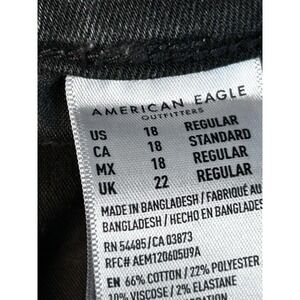 AMERICAN EAGLE
OUTFITTERS
US 18 REGULAR
CA 18 STANDARD
MX 18 REGULAR
UK 22 REGULAR
MADE IN BANGLADESH / FABRIQUÉ AU
BANGLADESH / HECHO EN BANGLADES
RN 54485 / CA 03873
RFC# AEM120605U9A
EN 66% COTTON / 22% POLYESTER
10% VISCOSE / 2% ELASTANE